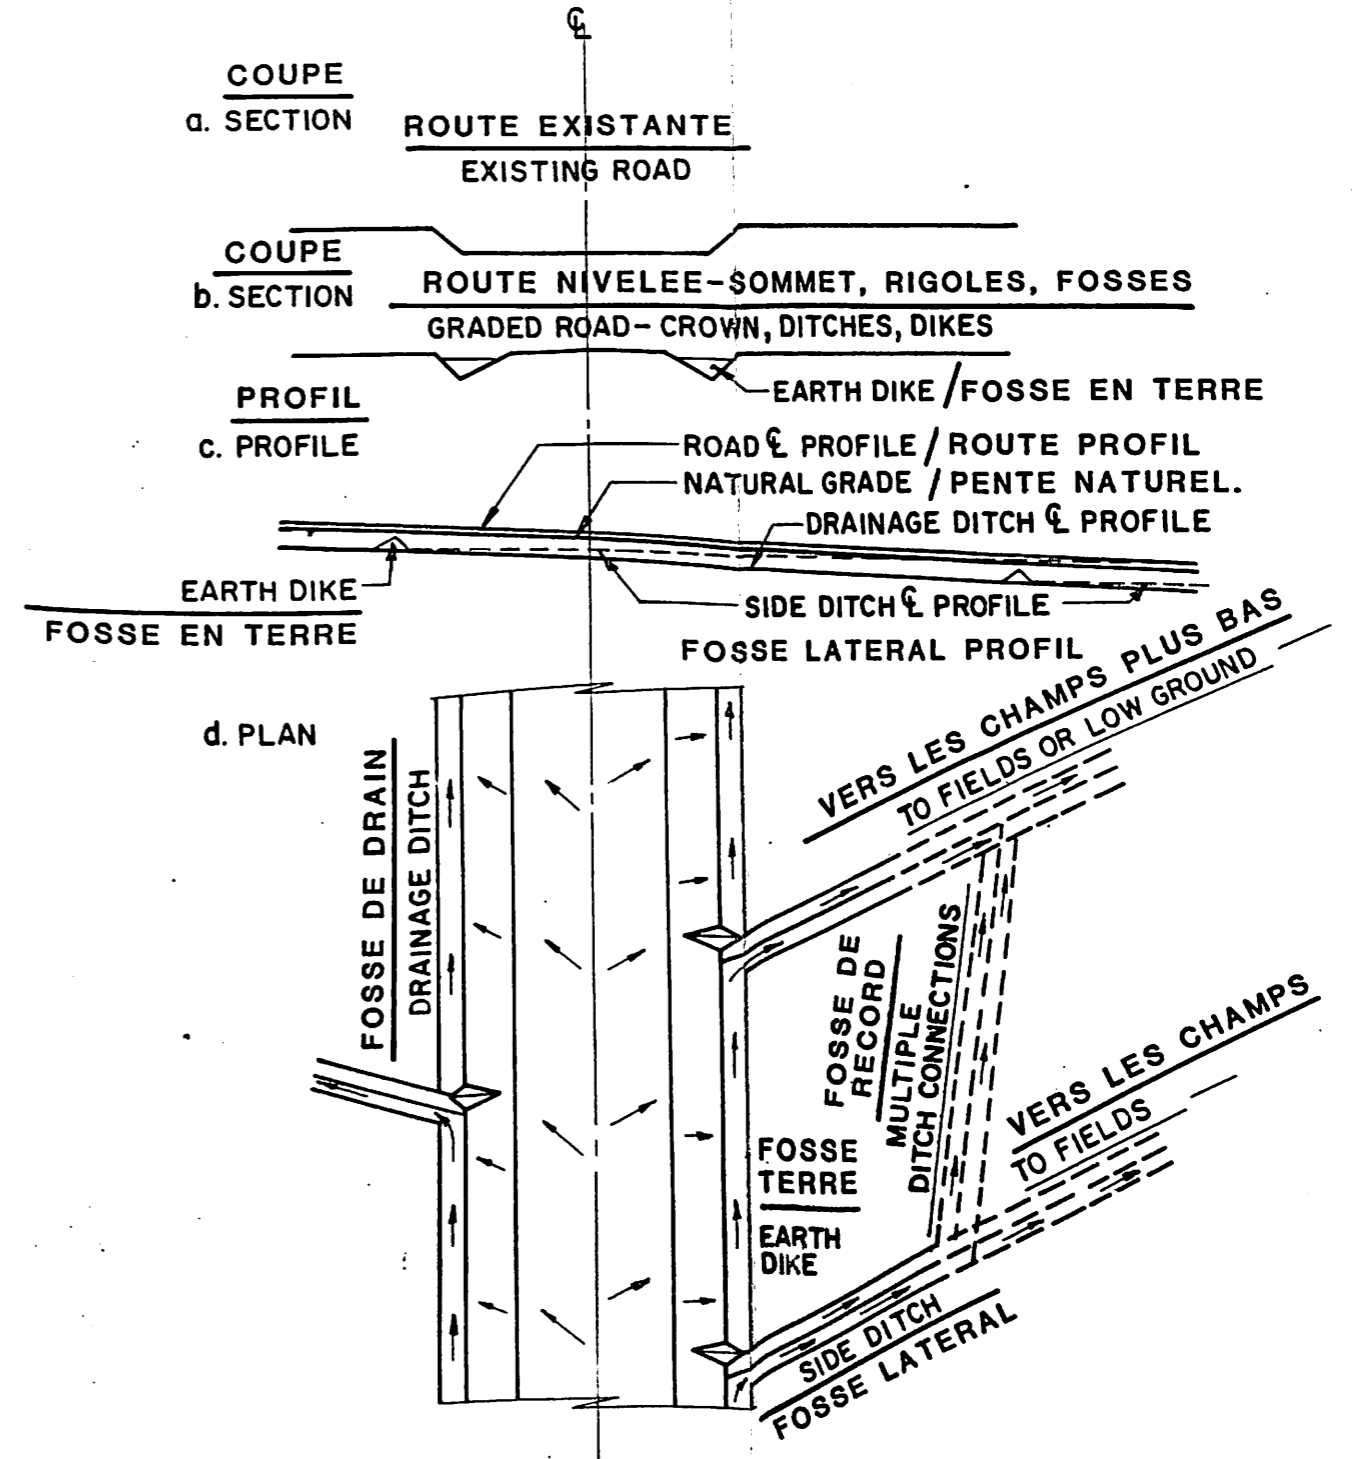 ℄
COUPE
a. SECTION
ROUTE EXISTANTE
EXISTING ROAD
COUPE
b. SECTION
ROUTE NIVELEE-SOMMET, RIGOLES, FOSSES
GRADED ROAD-CROWN, DITCHES, DIKES
EARTH DIKE/FOSSE EN TERRE
PROFIL
c. PROFILE
ROAD ℄ PROFILE/ROUTE PROFIL
NATURAL GRADE/PENTE NATUREL.
DRAINAGE DITCH ℄ PROFILE
EARTH DIKE
FOSSE EN TERRE
SIDE DITCH ℄ PROFILE
FOSSE LATERAL PROFIL
d. PLAN
FOSSE DE DRAIN
DRAINAGE DITCH
VERS LES CHAMPS PLUS BAS
TO FIELDS OR LOW GROUND
FOSSE DE
RECORD
MULTIPLE
DITCH CONNECTIONS
VERS LES CHAMPS
TO FIELDS
FOSSE
TERRE
EARTH
DIKE
SIDE DITCH
FOSSE LATERAL